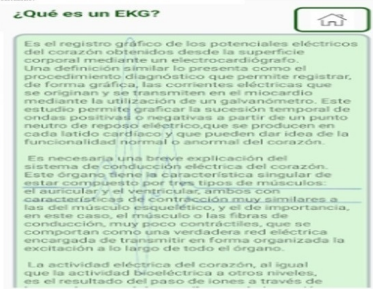 ¿Qué es un EKG?
Es el registro gráfico de los potenciales eléctricos
del corazón obtenidos desde la superficie
corporal mediante un electrocardiógrafo.
Una definición similar lo presenta como el
procedimiento diagnóstico que permite registrar,
de forma gráfica, las corrientes eléctricas que
se originan y se transmiten en el miocardio
mediante la utilización de un galvanómetro. Este
estudio permite graficar la sucesión temporal de
ondas positivas o negativas a partir de un punto
neutro de reposo eléctrico,que se producen en
cada latido cardíaco y que pueden dar idea de la
funcionalidad normal o anormal del corazón.
Es necesaria una breve explicación del
sistema de conducción eléctrica del corazón.
Este órgano tiene la característica singular de
estar compuesto por tres tipos de músculos:
el auricular y el ventricular, ambos con
características de contracción muy similares a
las del músculo esquelético, y el de importancia,
en este caso, el músculo o las fibras de
conducción, muy poco contráctiles, que se
comportan como una verdadera red eléctrica
encargada de transmitir en forma organizada la
excitación a lo largo de todo el órgano.
La actividad eléctrica del corazón, al igual
que la actividad bioeléctrica a otros niveles,
es el resultado del paso de iones a través de